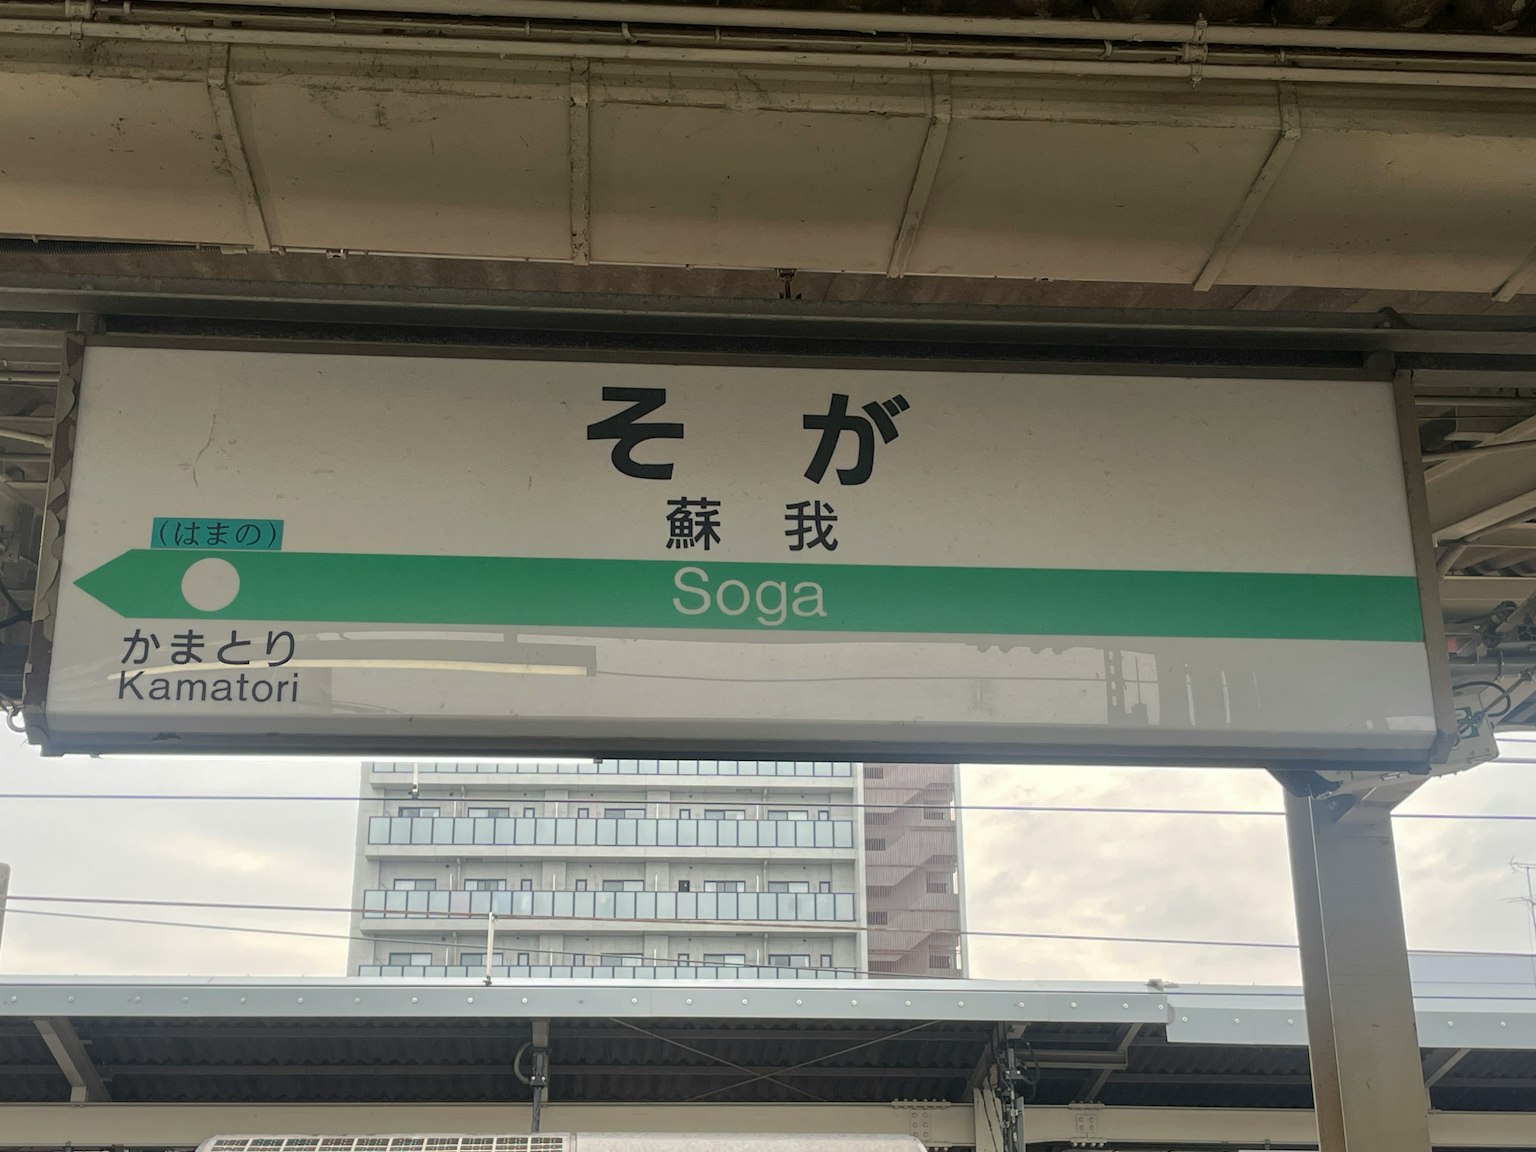 そが
蘇我
Soga
(はまの)
かまとり
Kamatori